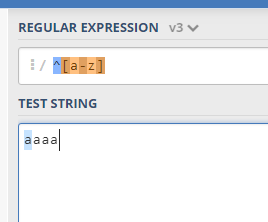 REGULAR EXPRESSION v3
/ ^[a-z]
TEST STRING
aaaa